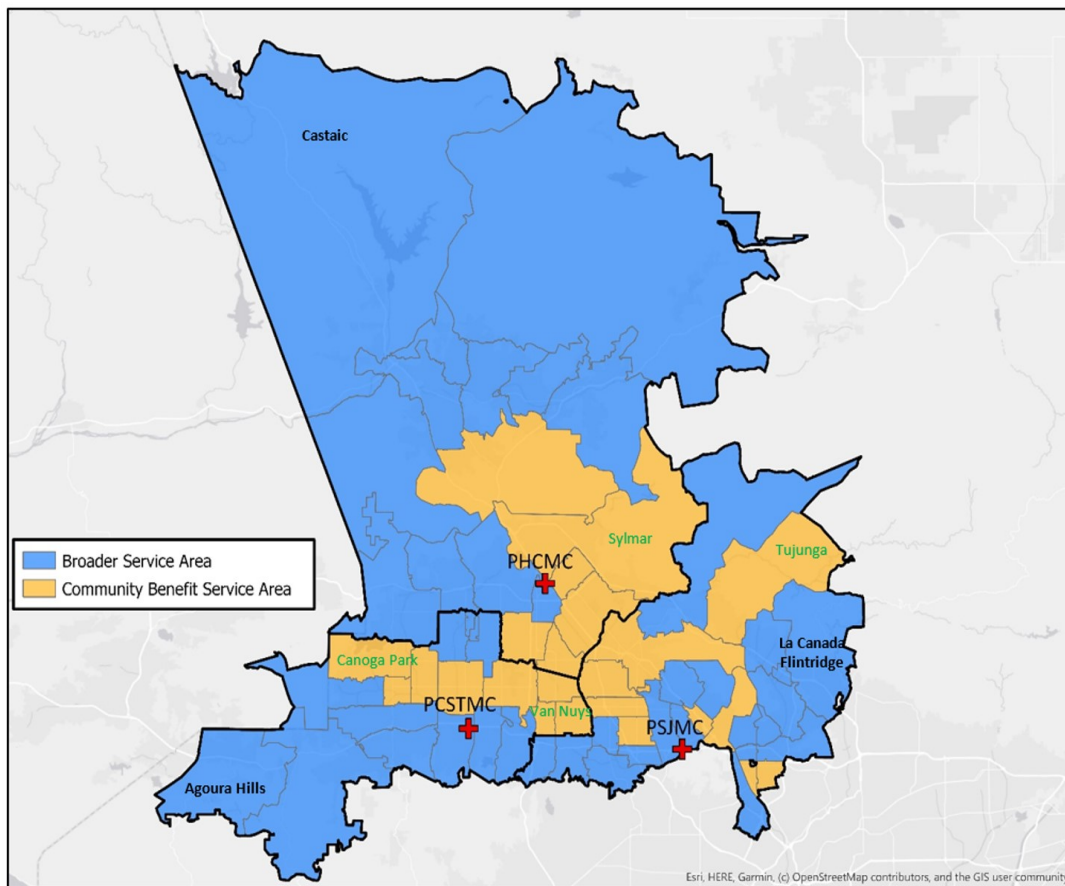 Castaic
Sylmar
Tujunga
PHCMC
Broader Service Area
Community Benefit Service Area
La Canada
Flintridge
Canoga Park
PCSTMC
Van Nuys
PSJMC
Agoura Hills
Esri, HERE, Garmin, (c) OpenStreetMap contributors, and the GIS user community